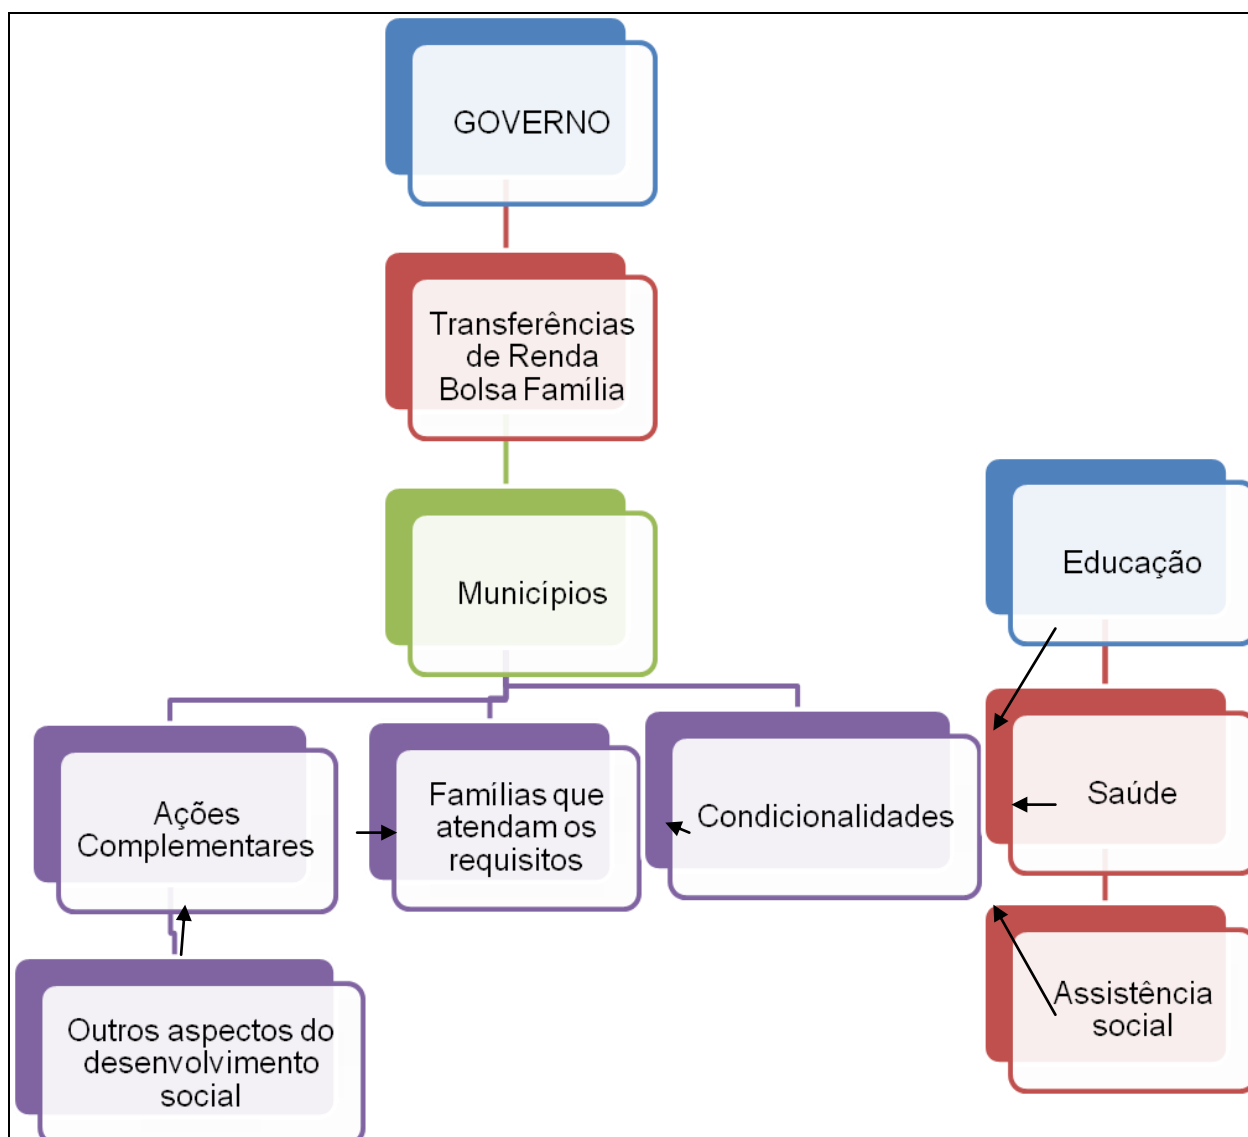 GOVERNO
Transferências
de Renda
Bolsa Família
Municípios
Educação
Saúde
Assistência
social
Ações
Complementares
Famílias que
atendam os
requisitos
Condicionalidades
Outros aspectos do
desenvolvimento
social